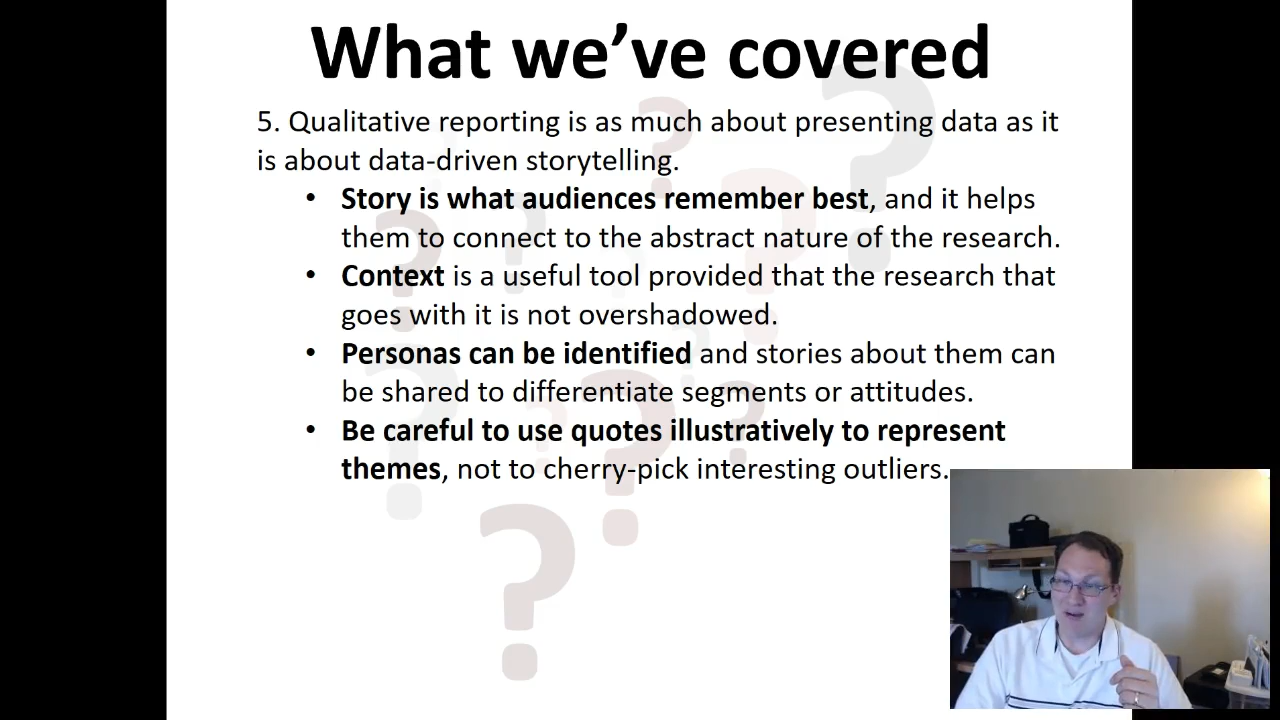 What we’ve covered
5. Qualitative reporting is as much about presenting data as it
is about data-driven storytelling.
• Story is what audiences remember best, and it helps
them to connect to the abstract nature of the research.
• Context is a useful tool provided that the research that
goes with it is not overshadowed.
• Personas can be identified and stories about them can
be shared to differentiate segments or attitudes.
• Be careful to use quotes illustratively to represent
themes, not to cherry-pick interesting outliers.